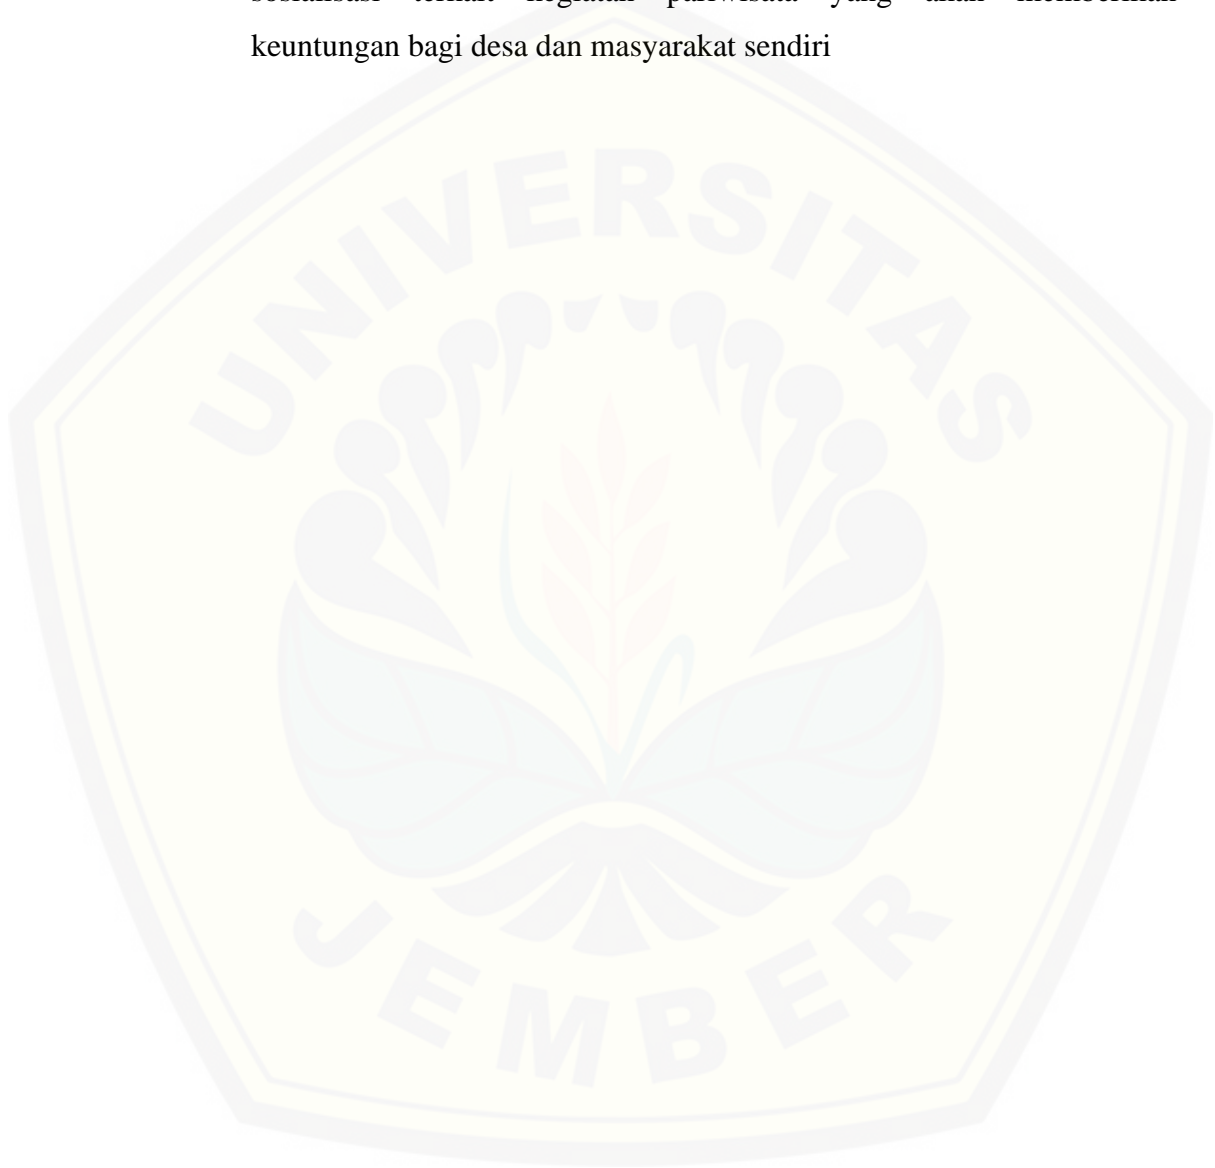 sosialisasi terkait kegiatan pariwisata yang akan memberikan
keuntungan bagi desa dan masyarakat sendiri
UNIVERSITAS
JEMBER